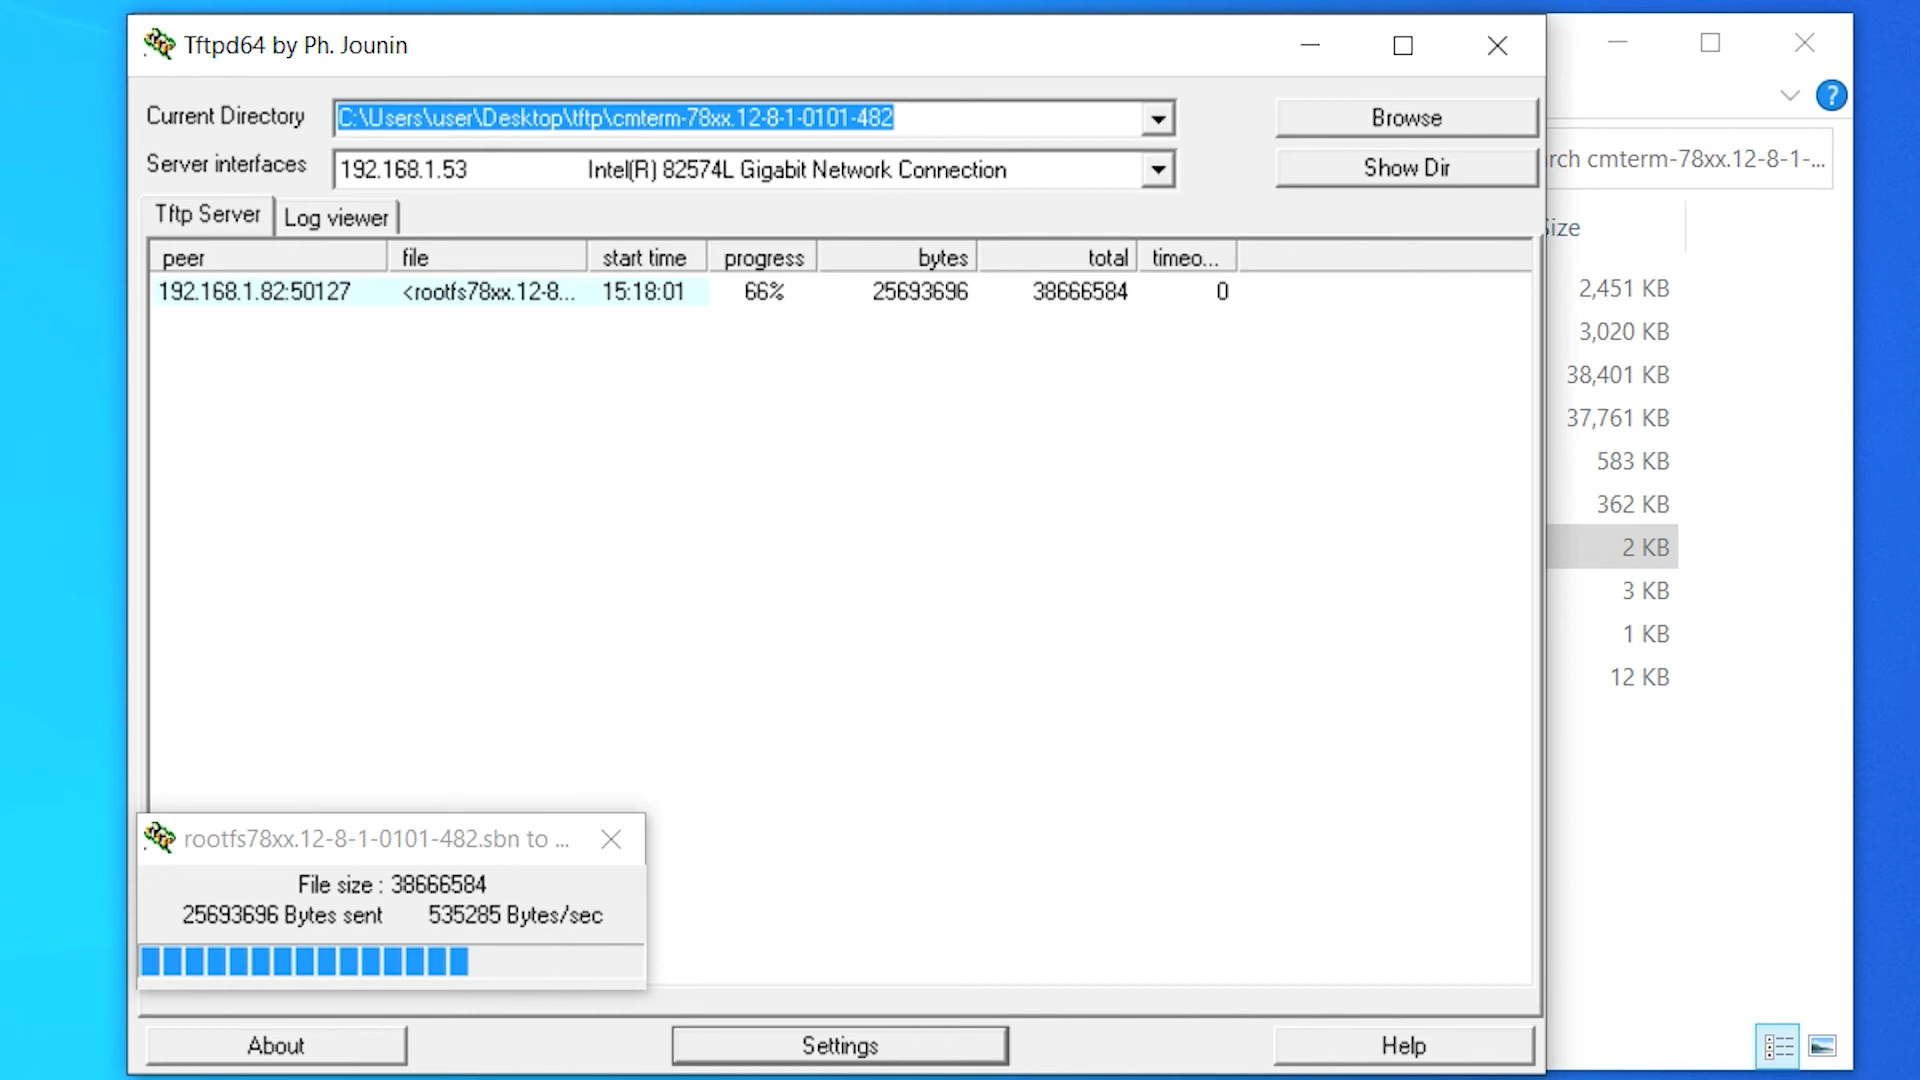 Tftpd64 by Ph. Jounin
Current Directory
C:\Users\user\Desktop\tftp\cmterm-78xx.12-8-1-0101-482
Browse
Server interfaces
192.168.1.53 Intel(R) 82574L Gigabit Network Connection
Show Dir
Tftp Server
Log viewer
peer file start time progress bytes total timeo...
192.168.1.82:50127 <rootfs78xx.12-8... 15:18:01 66% 25693696 38666584 0
rootfs78xx.12-8-1-0101-482.sbn to ...
File size : 38666584
25693696 Bytes sent 535285 Bytes/sec
About
Settings
Help
?
rch cmterm-78xx.12-8-1-...
Size
2,451 KB
3,020 KB
38,401 KB
37,761 KB
583 KB
362 KB
2 KB
3 KB
1 KB
12 KB